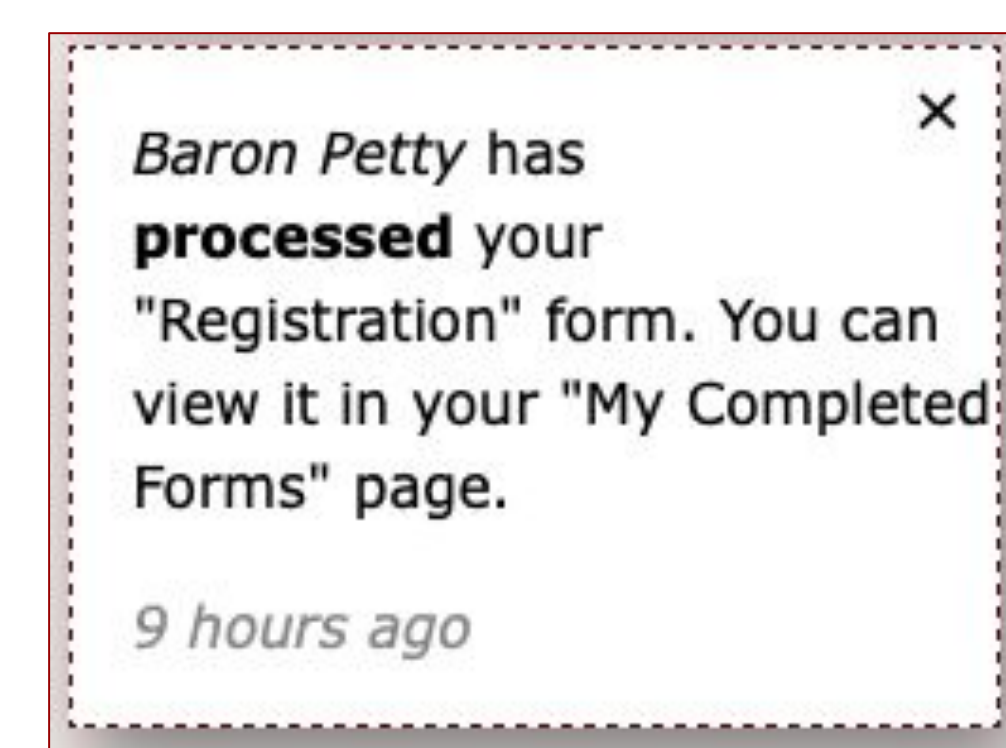 Baron Petty has
processed your
"Registration" form. You can
view it in your "My Completed
Forms" page.
9 hours ago